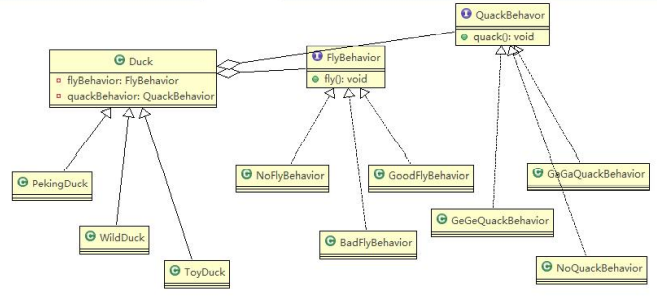 QuackBehavor
quack(): void
Duck
flyBehavior: FlyBehavior
quackBehavior: QuackBehavior
FlyBehavior
fly(): void
PekingDuck
WildDuck
ToyDuck
NoFlyBehavior
GoodFlyBehavior
BadFlyBehavior
GaGaQuackBehavior
GeGeQuackBehavior
NoQuackBehavior